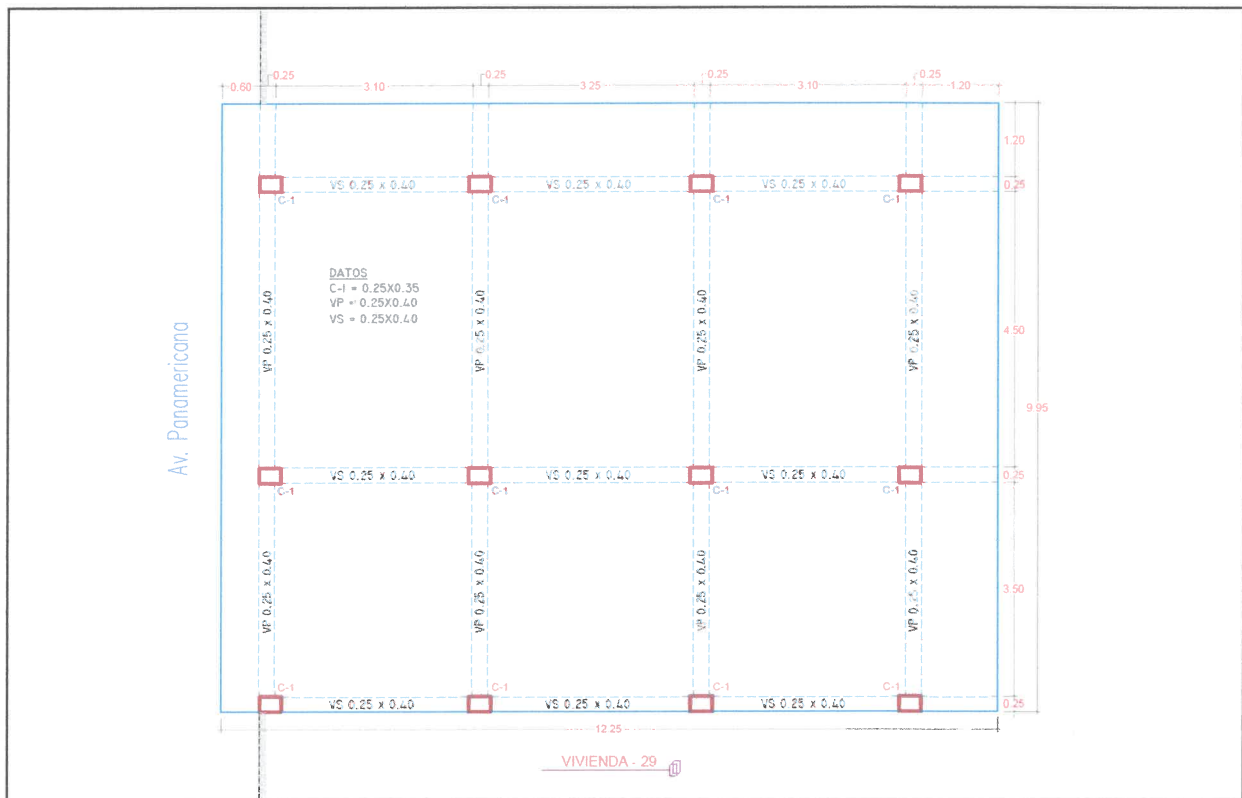 0.25
0.25
0.25
0.25
0.60
3.10
3.25
3.10
1.20
1.20
VS 0.25 x 0.40
VS 0.25 x 0.40
VS 0.25 x 0.40
0.25
C-1
C-1
C-1
C-1
DATOS
C-1 = 0.25X0.35
VP = 0.25X0.40
VS = 0.25X0.40
VP 0.25 x 0.40
VP 0.25 x 0.40
VP 0.25 x 0.40
VP 0.25 x 0.40
4.50
Av. Panamericana
9.95
VS 0.25 x 0.40
VS 0.25 x 0.40
VS 0.25 x 0.40
0.25
C-1
C-1
C-1
C-1
VP 0.25 x 0.40
VP 0.25 x 0.40
VP 0.25 x 0.40
VP 0.25 x 0.40
3.50
C-1
C-1
C-1
C-1
VS 0.25 x 0.40
VS 0.25 x 0.40
VS 0.25 x 0.40
0.25
12.25
VIVIENDA - 29